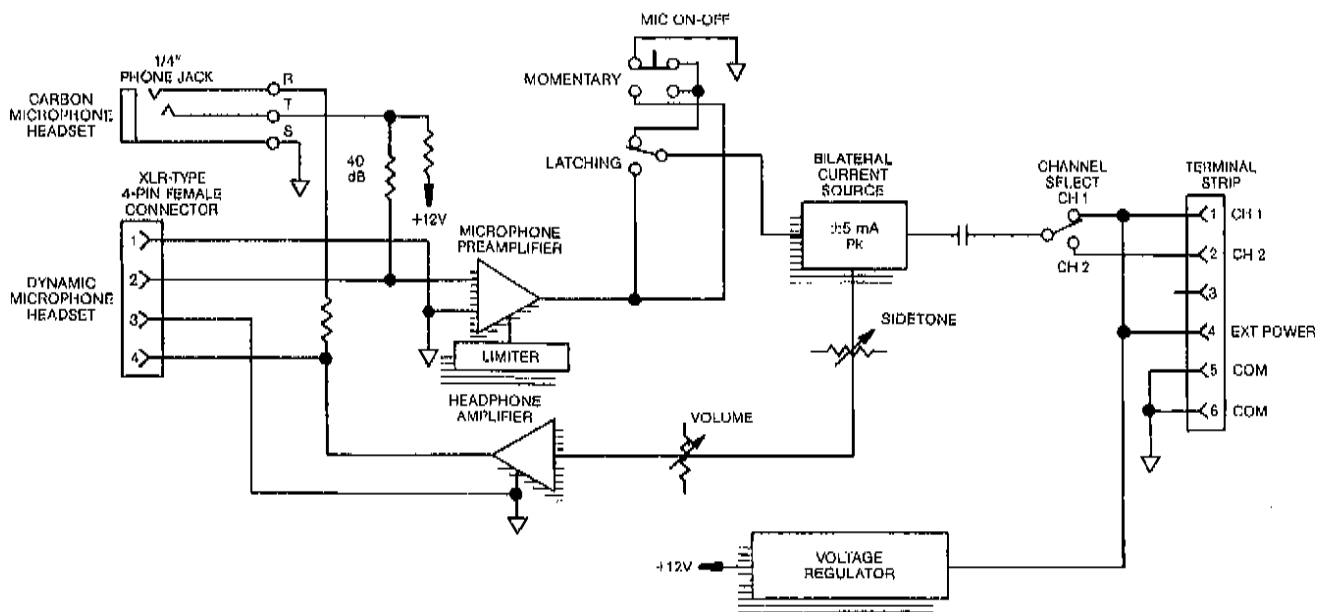 MIC ON-OFF
1/4"
PHONE JACK
R
T
S
CARBON
MICROPHONE
HEADSET
MOMENTARY
LATCHING
40
dB
+12V
XLR-TYPE
4-PIN FEMALE
CONNECTOR
1
2
3
4
DYNAMIC
MICROPHONE
HEADSET
MICROPHONE
PREAMPLIFIER
LIMITER
HEADPHONE
AMPLIFIER
VOLUME
SIDETONE
BILATERAL
CURRENT
SOURCE
±5 mA
PK
CHANNEL
SELECT
CH 1
CH 2
TERMINAL
STRIP
1 CH 1
2 CH 2
3
4 EXT POWER
5 COM
6 COM
+12V
VOLTAGE
REGULATOR